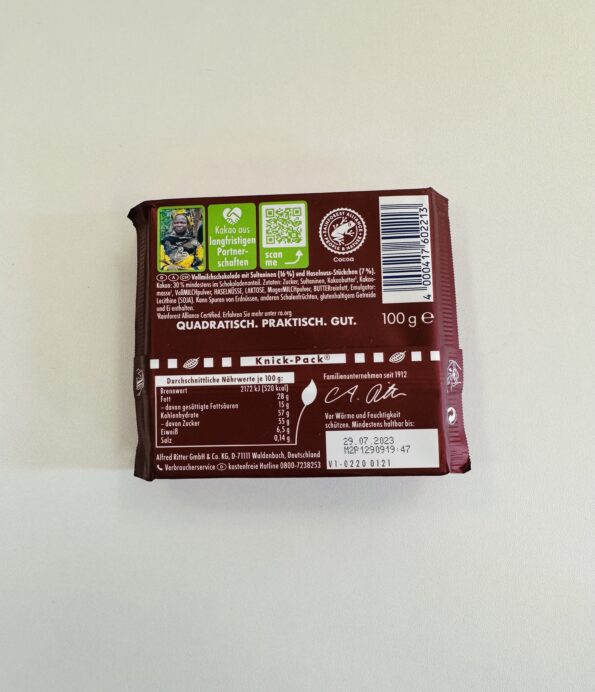 Kakao aus
langfristigen
Partner-
schaften
scan
me
RAINFOREST ALLIANCE
PEOPLE & NATURE
Cocoa
4 000417 602213
D A CH Vollmilchschokolade mit Sultaninen (16 %) und Haselnuss-Stückchen (7 %).
Kakao: 30 % mindestens im Schokoladenanteil. Zutaten: Zucker, Sultaninen, Kakaobutter¹, Kakao-
masse¹, VollMILCHpulver, HASELNÜSSE, LAKTOSE, MagerMILCHpulver, BUTTERreinfett, Emulgator:
Lecithine (SOJA). Kann Spuren von Erdnüssen, anderen Schalenfrüchten, glutenhaltigem Getreide
und Ei enthalten.
¹Rainforest Alliance Certified. Erfahren Sie mehr unter ra.org
QUADRATISCH. PRAKTISCH. GUT.
100 g e
Knick-Pack®
Durchschnittliche Nährwerte je 100 g:
Brennwert 2172 kJ (520 kcal)
Fett 28 g
– davon gesättigte Fettsäuren 15 g
Kohlenhydrate 57 g
– davon Zucker 55 g
Eiweiß 6,5 g
Salz 0,14 g
Familienunternehmen seit 1912
Vor Wärme und Feuchtigkeit
schützen. Mindestens haltbar bis:
29.07.2023
M2P1290919:47
V1-0220 0121
Alfred Ritter GmbH & Co. KG, D-71111 Waldenbuch, Deutschland
Verbraucherservice D kostenfreie Hotline 0800-7238253